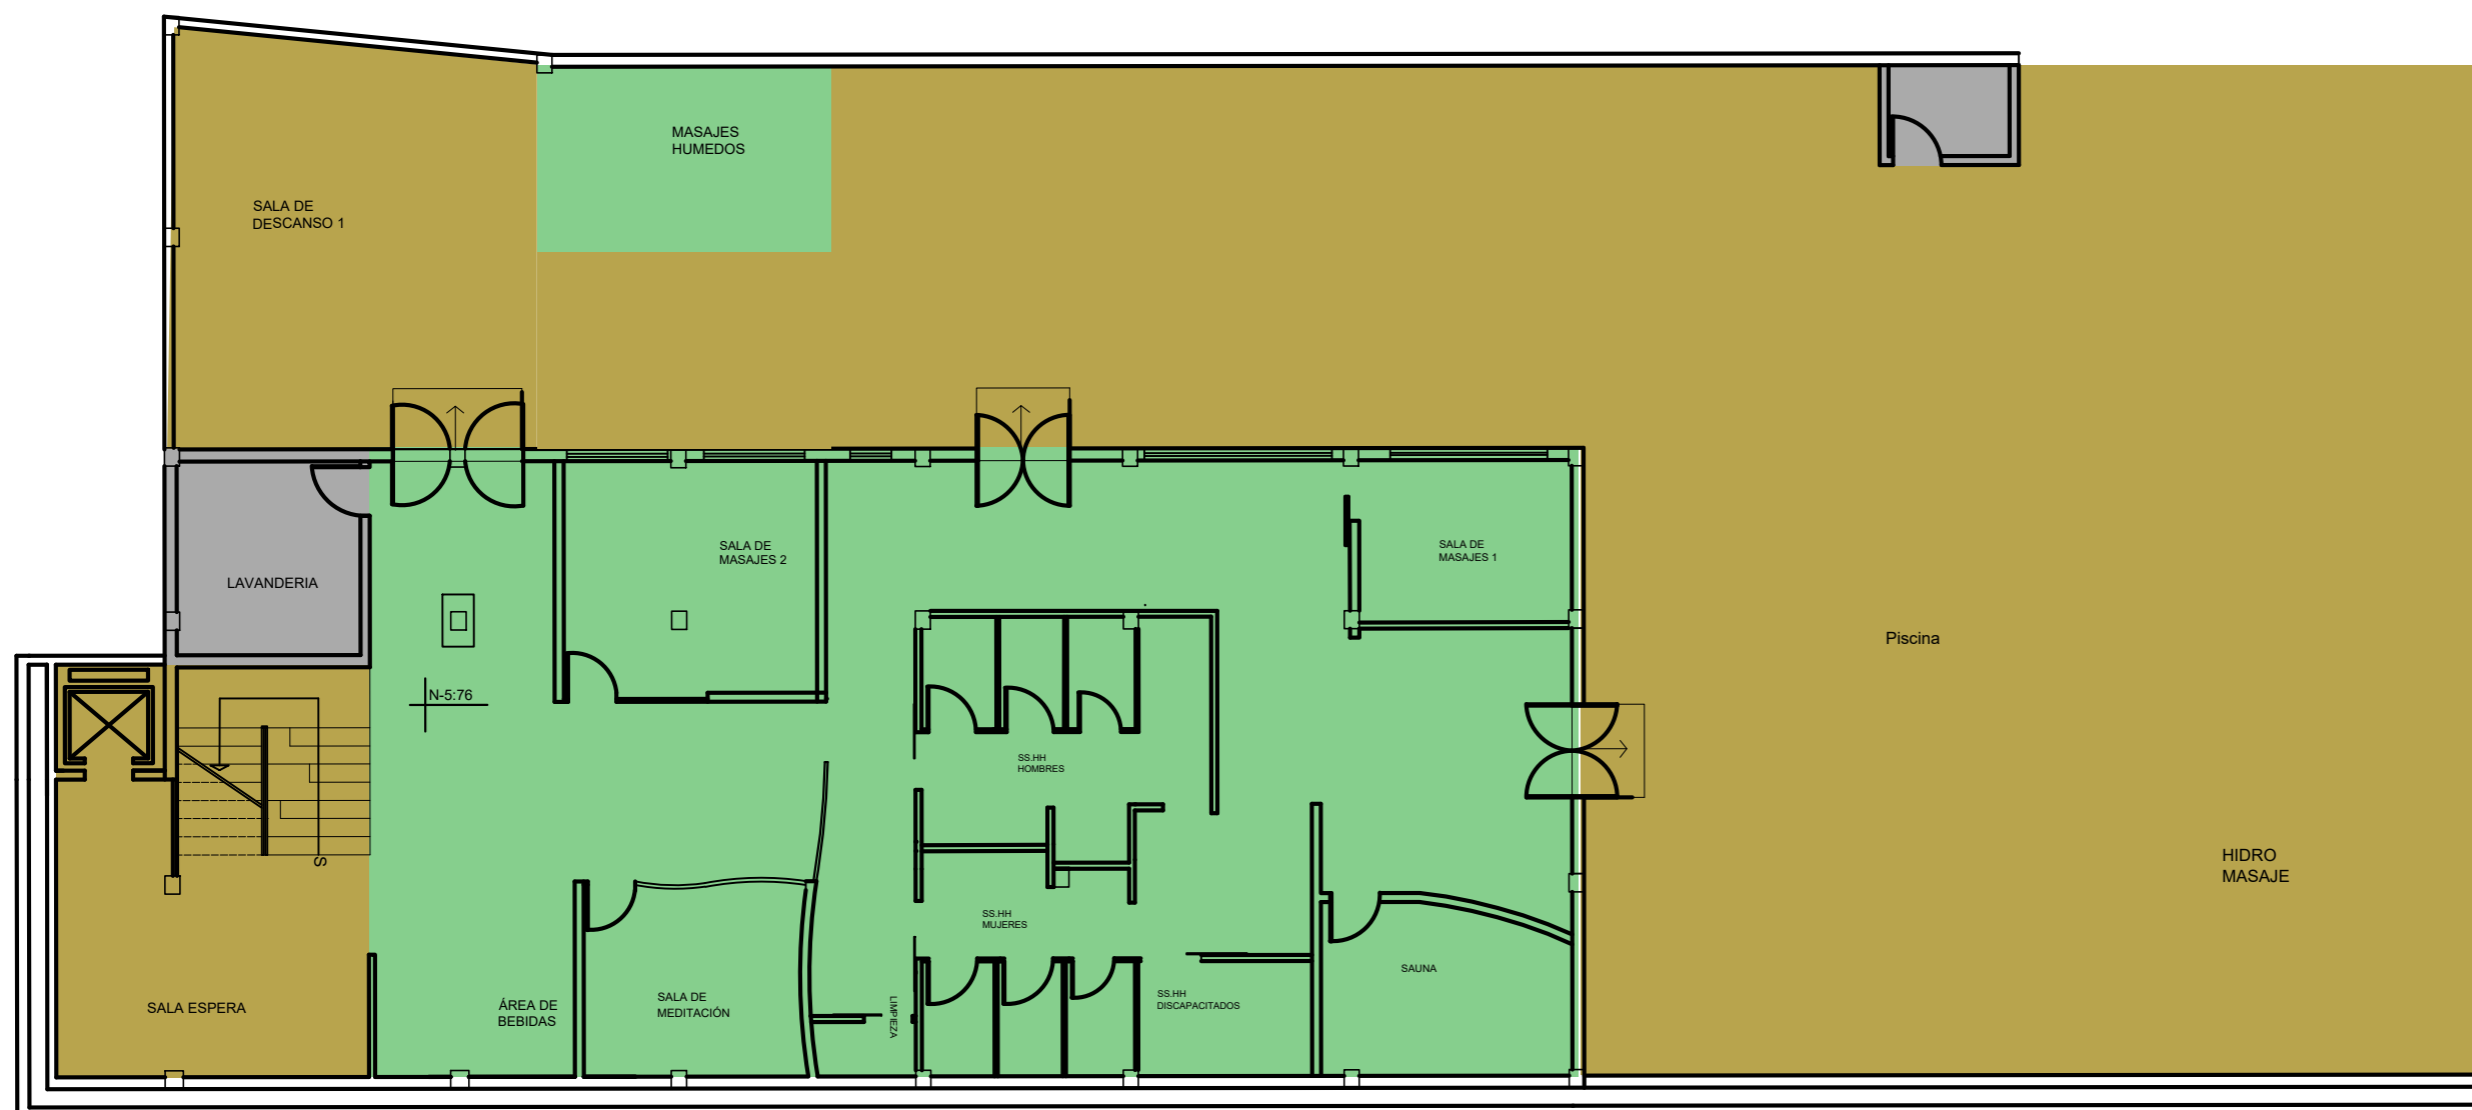 MASAJES
HUMEDOS
SALA DE
DESCANSO 1
SALA DE
MASAJES 2
SALA DE
MASAJES 1
LAVANDERIA
Piscina
N-5:76
SS.HH
HOMBRES
S
HIDRO
MASAJE
SS.HH
MUJERES
SAUNA
SALA ESPERA
ÁREA DE
BEBIDAS
SALA DE
MEDITACIÓN
LIMPIEZA
SS.HH
DISCAPACITADOS